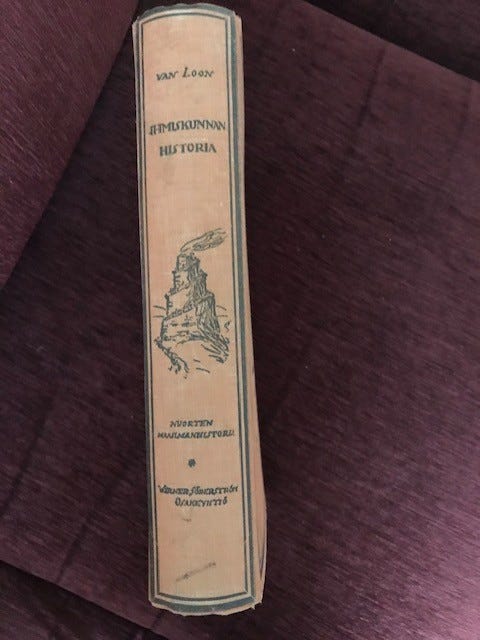 VAN LOON
IHMISKUNNAN
HISTORIA
NUORTEN
MAAILMANHISTORIA
WERNER SÖDERSTRÖM
OSAKEYHTIÖ